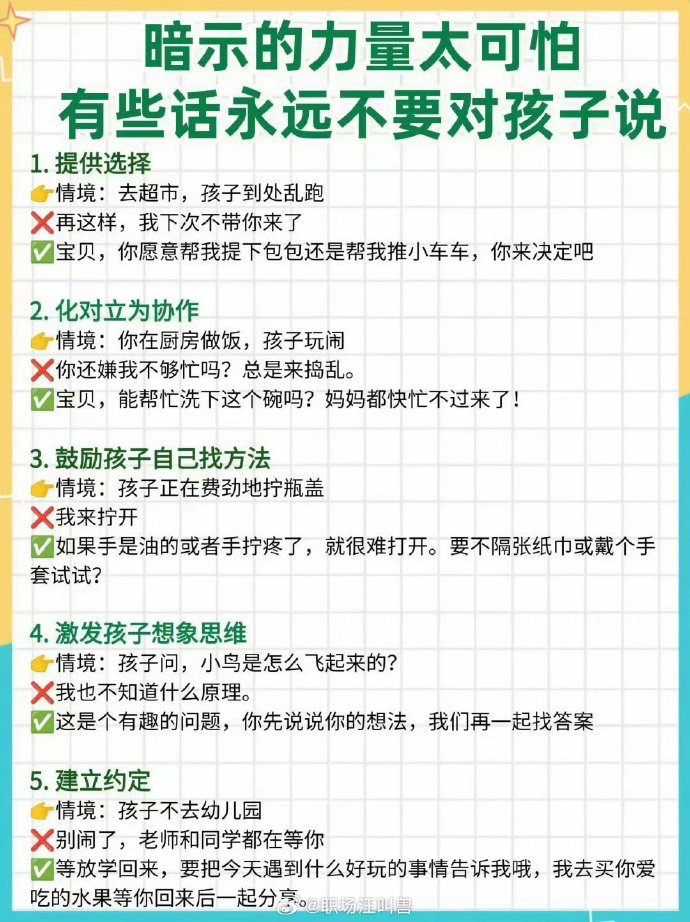 暗示的力量太可怕
有些话永远不要对孩子说
1. 提供选择
👉情境：去超市，孩子到处乱跑
❌再这样，我下次不带你来了
✅宝贝，你愿意帮我提下包包还是帮我推小车车，你来决定吧
2. 化对立为协作
👉情境：你在厨房做饭，孩子玩闹
❌你还嫌我不够忙吗？总是来捣乱。
✅宝贝，能帮忙洗下这个碗吗？妈妈都快忙不过来了！
3. 鼓励孩子自己找方法
👉情境：孩子正在费劲地拧瓶盖
❌我来拧开
✅如果手是油的或者手拧疼了，就很难打开。要不隔张纸巾或戴个手
套试试？
4. 激发孩子想象思维
👉情境：孩子问，小鸟是怎么飞起来的？
❌我也不知道什么原理。
✅这是个有趣的问题，你先说说你的想法，我们再一起找答案
5. 建立约定
👉情境：孩子不去幼儿园
❌别闹了，老师和同学都在等你
✅等放学回来，要把今天遇到什么好玩的事情告诉我哦，我去买你爱
吃的水果等你回来后一起分享。
@职场汪叫兽